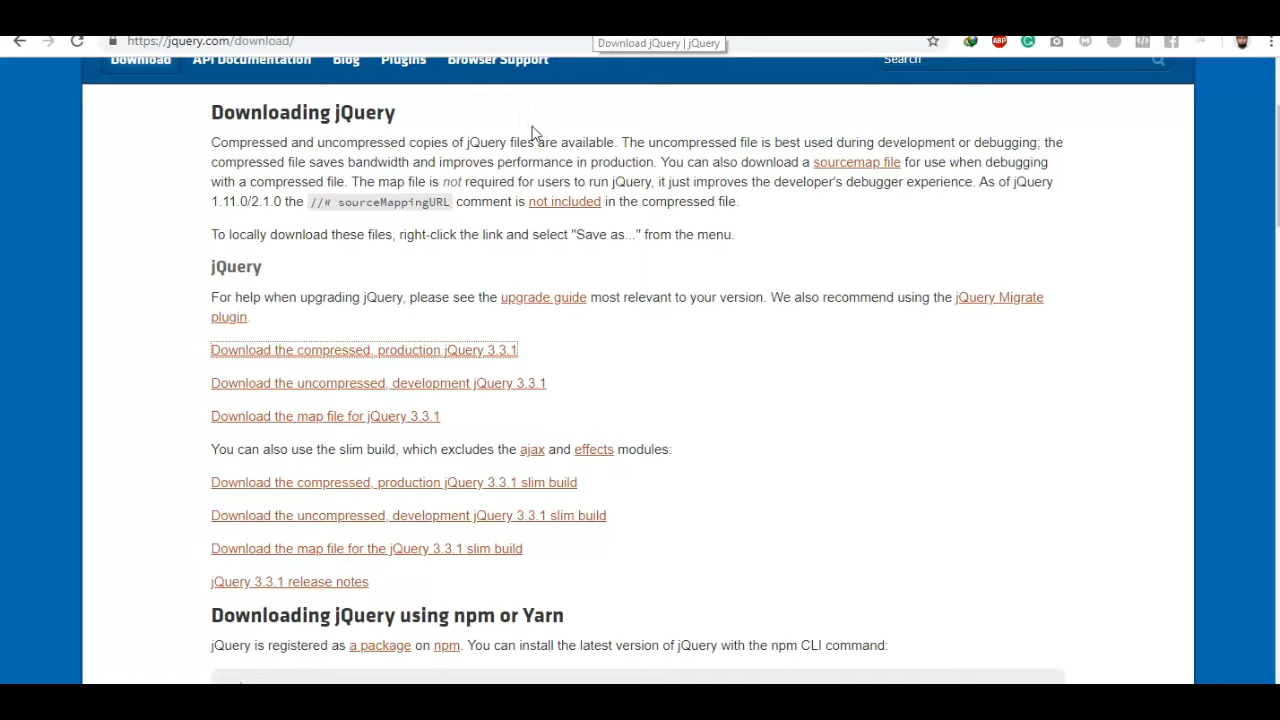 https://jquery.com/download/
Download jQuery | jQuery
ABP
Download API Documentation Blog Plugins Browser Support Search
Downloading jQuery
Compressed and uncompressed copies of jQuery files are available. The uncompressed file is best used during development or debugging; the
compressed file saves bandwidth and improves performance in production. You can also download a sourcemap file for use when debugging
with a compressed file. The map file is not required for users to run jQuery, it just improves the developer's debugger experience. As of jQuery
1.11.0/2.1.0 the //# sourceMappingURL comment is not included in the compressed file.
To locally download these files, right-click the link and select "Save as..." from the menu.
jQuery
For help when upgrading jQuery, please see the upgrade guide most relevant to your version. We also recommend using the jQuery Migrate
plugin.
Download the compressed, production jQuery 3.3.1
Download the uncompressed, development jQuery 3.3.1
Download the map file for jQuery 3.3.1
You can also use the slim build, which excludes the ajax and effects modules:
Download the compressed, production jQuery 3.3.1 slim build
Download the uncompressed, development jQuery 3.3.1 slim build
Download the map file for the jQuery 3.3.1 slim build
jQuery 3.3.1 release notes
Downloading jQuery using npm or Yarn
jQuery is registered as a package on npm. You can install the latest version of jQuery with the npm CLI command: